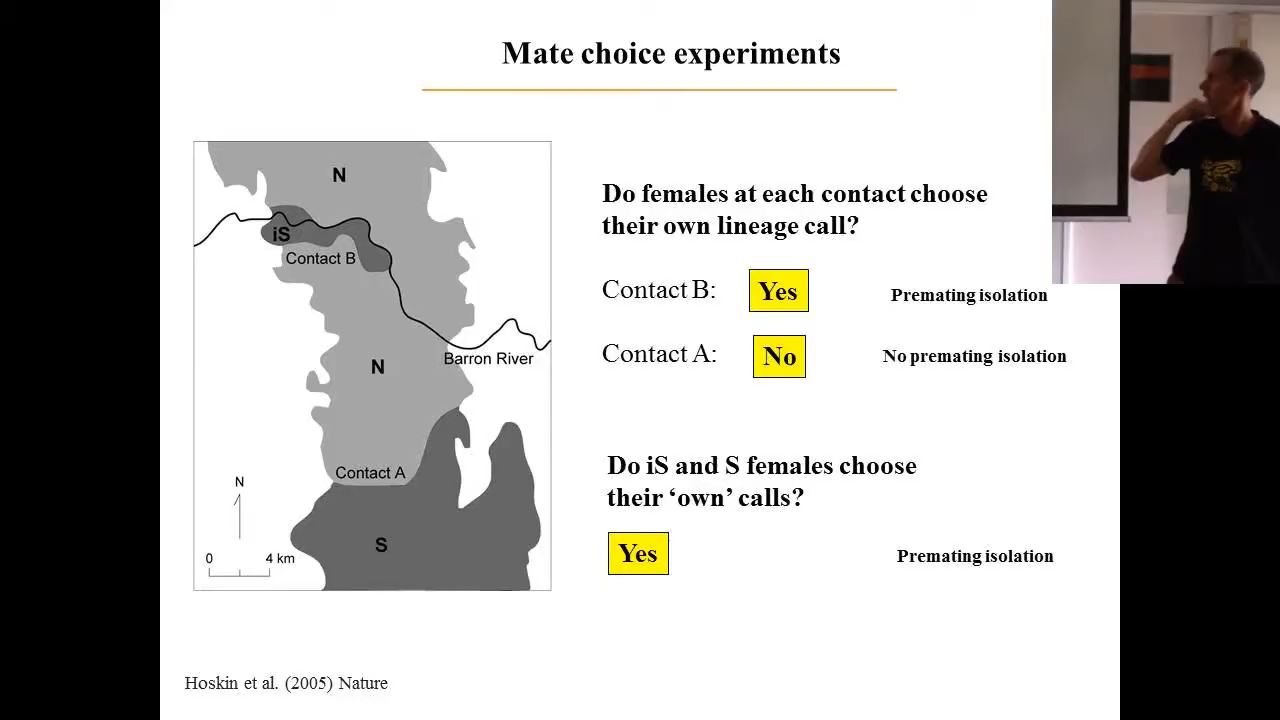 Mate choice experiments
N
iS
Contact B
N
Barron River
Contact A
N
S
0 4 km
Do females at each contact choose
their own lineage call?
Contact B: Yes Premating isolation
Contact A: No No premating isolation
Do iS and S females choose
their ‘own’ calls?
Yes Premating isolation
Hoskin et al. (2005) Nature